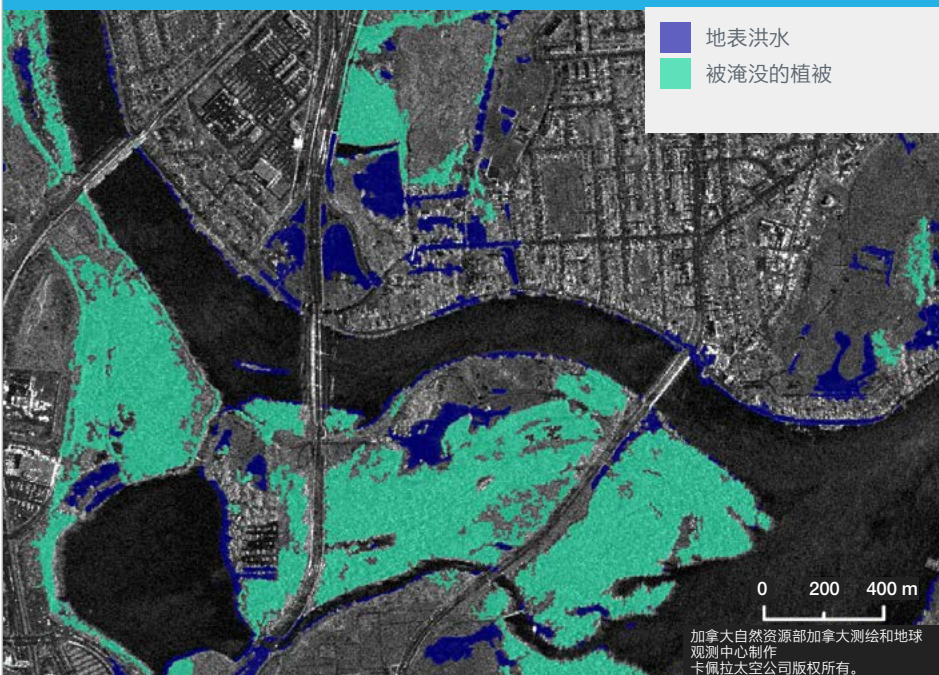 地表洪水
被淹没的植被
0 200 400 m
加拿大自然资源部加拿大测绘和地球
观测中心制作
卡佩拉太空公司版权所有。